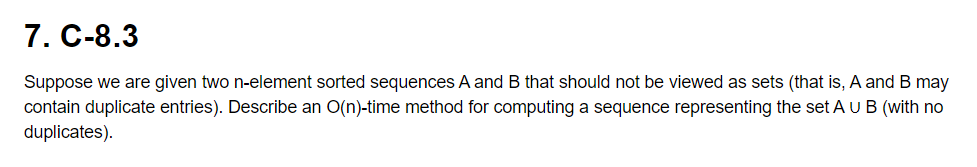 7. C-8.3
Suppose we are given two n-element sorted sequences A and B that should not be viewed as sets (that is, A and B may
contain duplicate entries). Describe an O(n)-time method for computing a sequence representing the set A ∪ B (with no
duplicates).